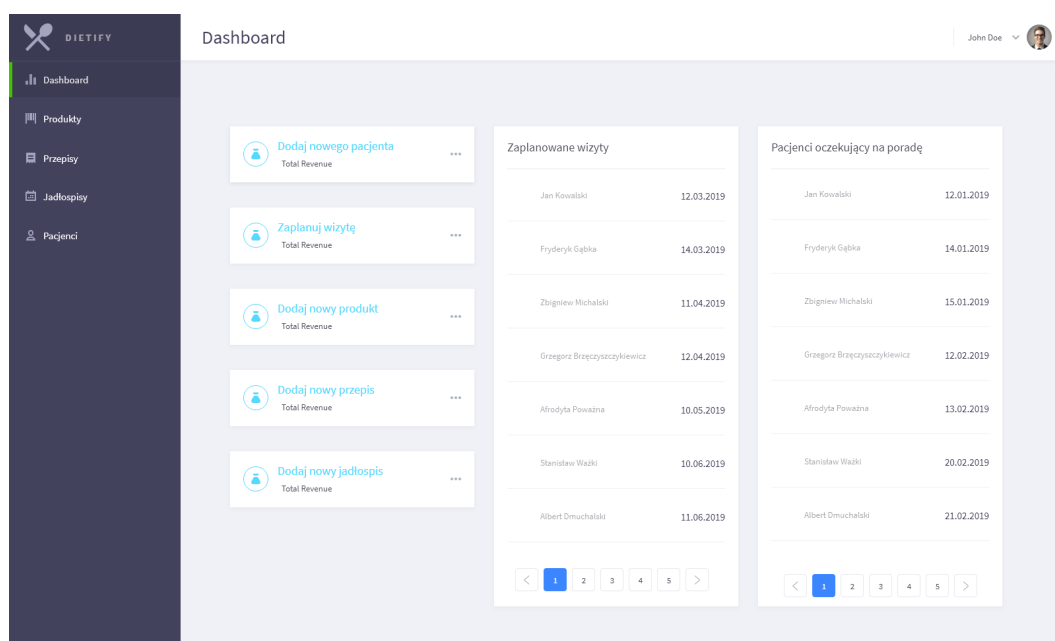 DIETIFY
Dashboard
John Doe
Dashboard
Produkty
Przepisy
Jadłospisy
Pacjenci
Dodaj nowego pacjenta
Total Revenue
Zaplanuj wizytę
Total Revenue
Dodaj nowy produkt
Total Revenue
Dodaj nowy przepis
Total Revenue
Dodaj nowy jadłospis
Total Revenue
Zaplanowane wizyty
Jan Kowalski 12.03.2019
Fryderyk Gąbka 14.03.2019
Zbigniew Michalski 11.04.2019
Grzegorz Brzęczyszczykiewicz 12.04.2019
Afrodyta Poważna 10.05.2019
Stanisław Ważki 10.06.2019
Albert Dmuchalski 11.06.2019
1 2 3 4 5
Pacjenci oczekujący na poradę
Jan Kowalski 12.01.2019
Fryderyk Gąbka 14.01.2019
Zbigniew Michalski 15.01.2019
Grzegorz Brzęczyszczykiewicz 12.02.2019
Afrodyta Poważna 13.02.2019
Stanisław Ważki 20.02.2019
Albert Dmuchalski 21.02.2019
1 2 3 4 5